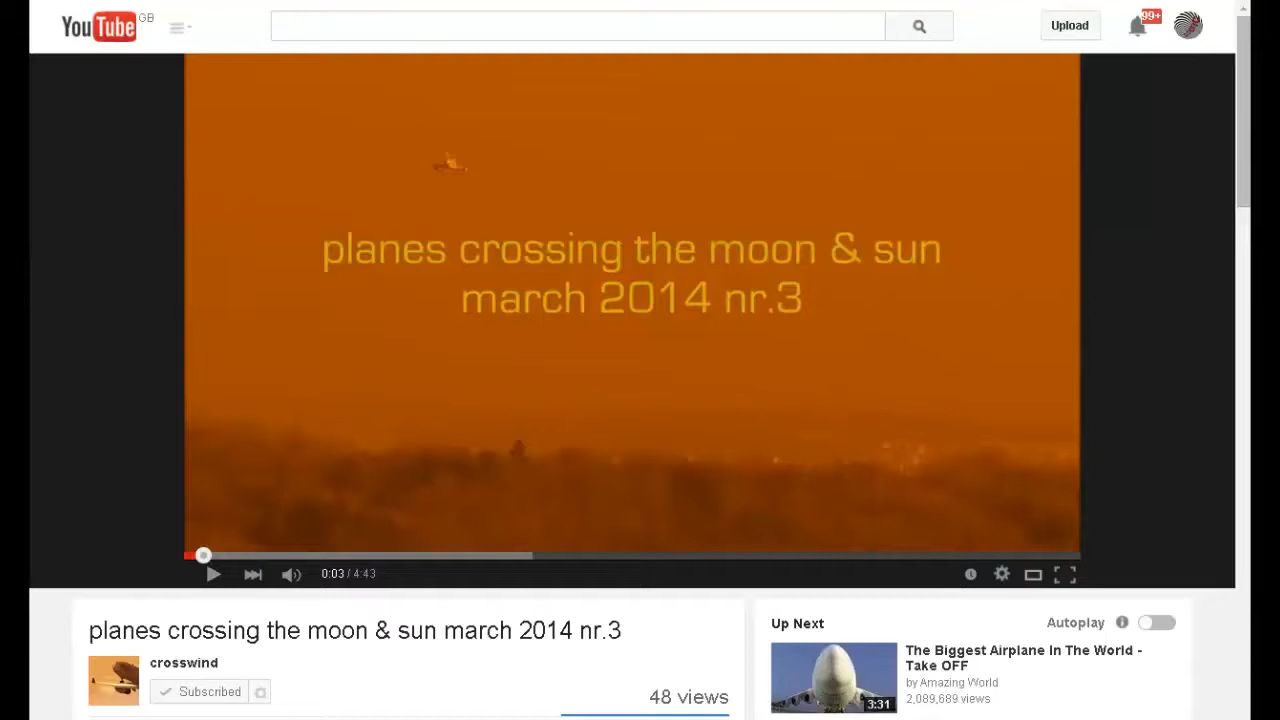 YouTube GB
Upload
99+
planes crossing the moon & sun
march 2014 nr.3
0:03 / 4:43
planes crossing the moon & sun march 2014 nr.3
crosswind
Subscribed
48 views
Up Next
Autoplay
The Biggest Airplane In The World -
Take OFF
by Amazing World
2,089,689 views
3:31